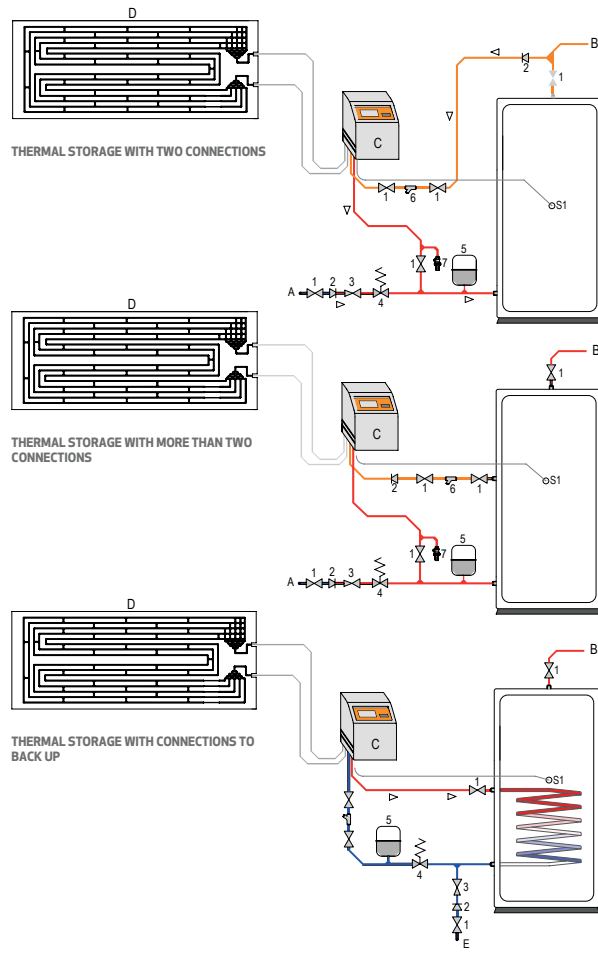 D
B
2
1
C
THERMAL STORAGE WITH TWO CONNECTIONS
1
6
1
S1
5
1
7
A
1
2
3
4
D
B
1
C
THERMAL STORAGE WITH MORE THAN TWO
CONNECTIONS
S1
2
1
6
1
5
1
7
A
1
2
3
4
D
B
1
C
THERMAL STORAGE WITH CONNECTIONS TO
BACK UP
S1
1
5
4
3
2
1
E